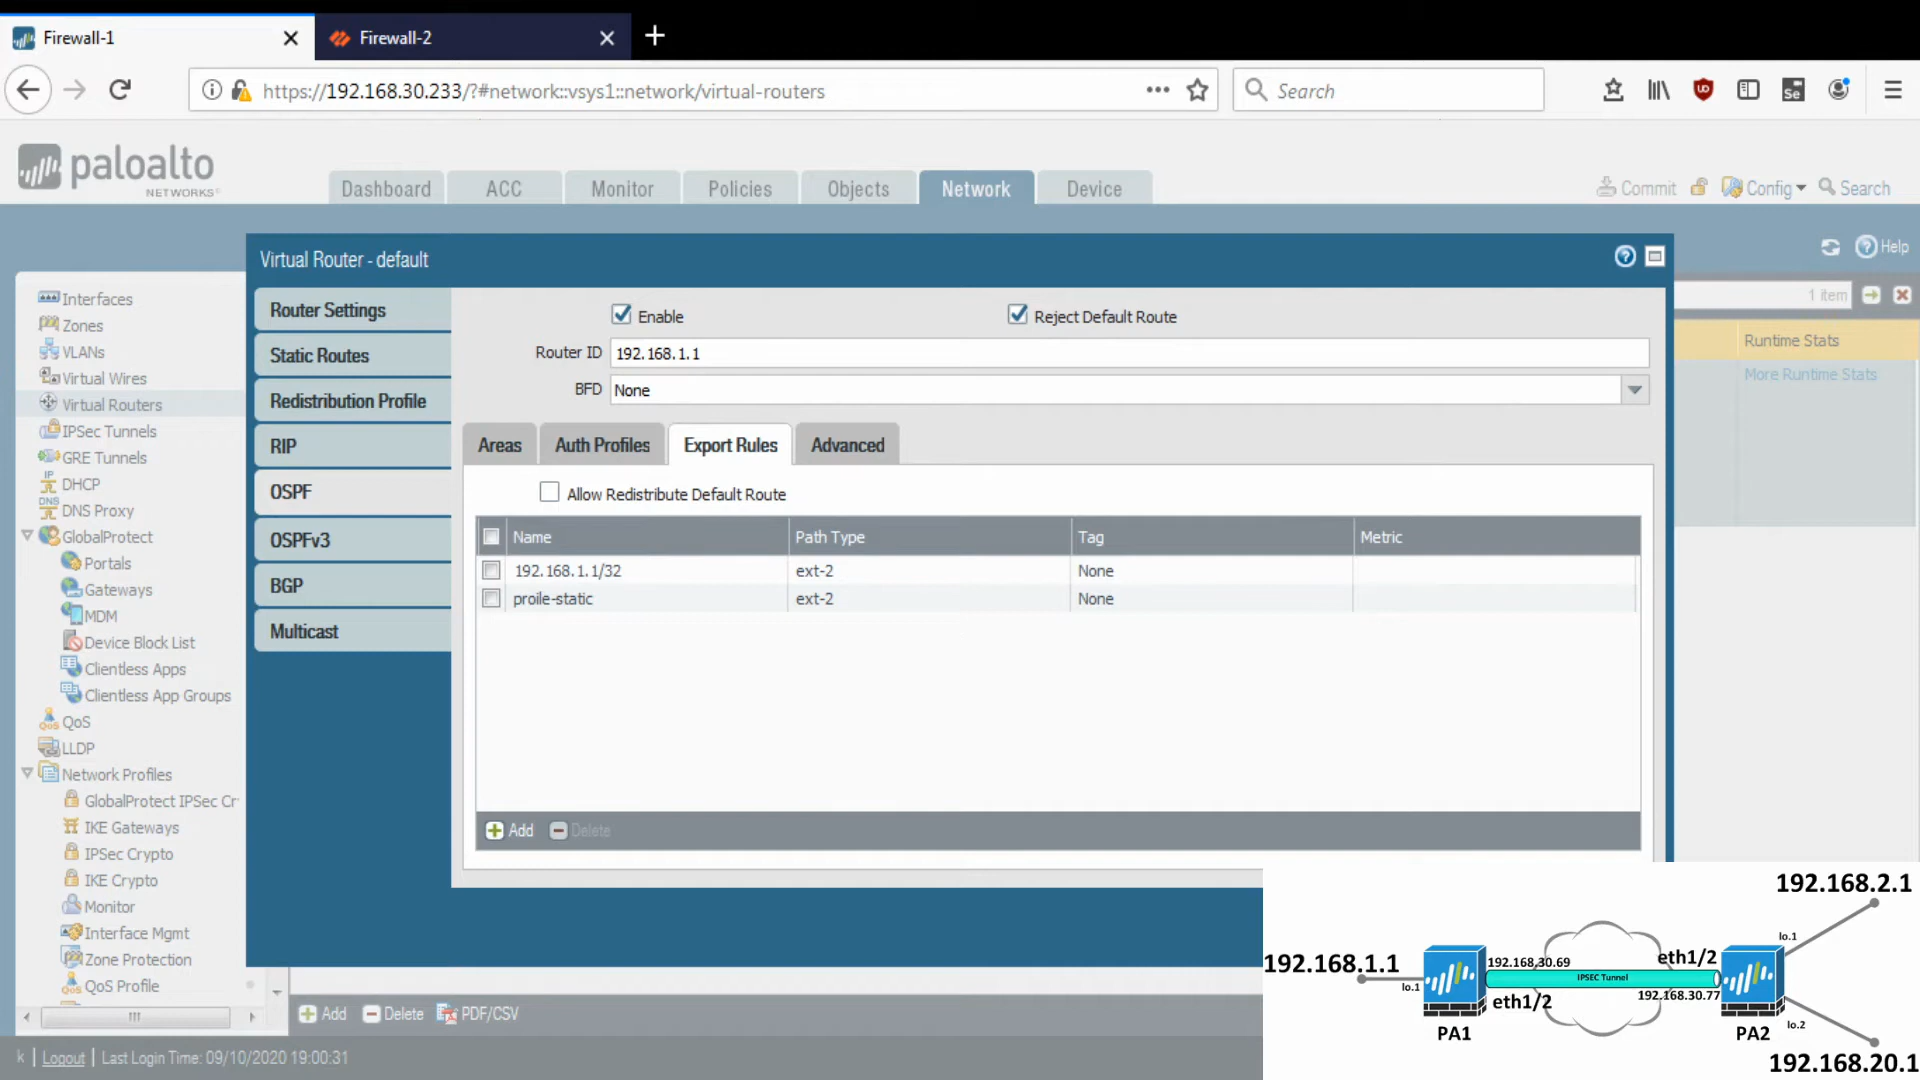 Firewall-1
Firewall-2
https://192.168.30.233/?#network::vsys1::network/virtual-routers
Search
paloalto
NETWORKS
Dashboard
ACC
Monitor
Policies
Objects
Network
Device
Commit
Config
Search
Help
Virtual Router - default
1 item
Interfaces
Zones
VLANs
Virtual Wires
Virtual Routers
IPSec Tunnels
GRE Tunnels
DHCP
DNS Proxy
GlobalProtect
Portals
Gateways
MDM
Device Block List
Clientless Apps
Clientless App Groups
QoS
LLDP
Network Profiles
GlobalProtect IPSec Cr
IKE Gateways
IPSec Crypto
IKE Crypto
Monitor
Interface Mgmt
Zone Protection
QoS Profile
Router Settings
Static Routes
Redistribution Profile
RIP
OSPF
OSPFv3
BGP
Multicast
Enable
Reject Default Route
Router ID 192.168.1.1
BFD None
Areas
Auth Profiles
Export Rules
Advanced
Allow Redistribute Default Route
Name Path Type Tag Metric
192.168.1.1/32 ext-2 None
proile-static ext-2 None
Add Delete
Runtime Stats
More Runtime Stats
Add Delete PDF/CSV
k | Logout | Last Login Time: 09/10/2020 19:00:31
192.168.2.1
lo.1
192.168.1.1
lo.1
192.168.30.69
eth1/2
IPSEC Tunnel
eth1/2
192.168.30.77
PA1
PA2
lo.2
192.168.20.1